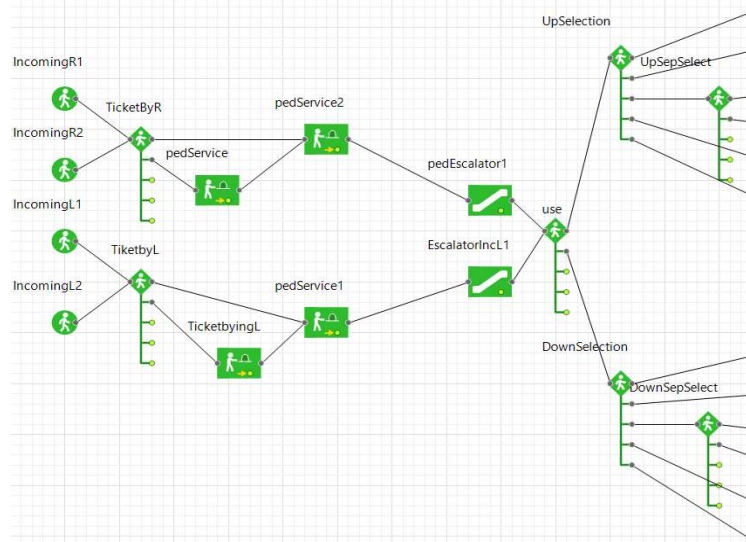 UpSelection
IncomingR1
UpSepSelect
TicketByR
pedService2
IncomingR2
pedService
pedEscalator1
IncomingL1
use
TiketbyL
EscalatorIncL1
IncomingL2
pedService1
TicketbyingL
DownSelection
DownSepSelect